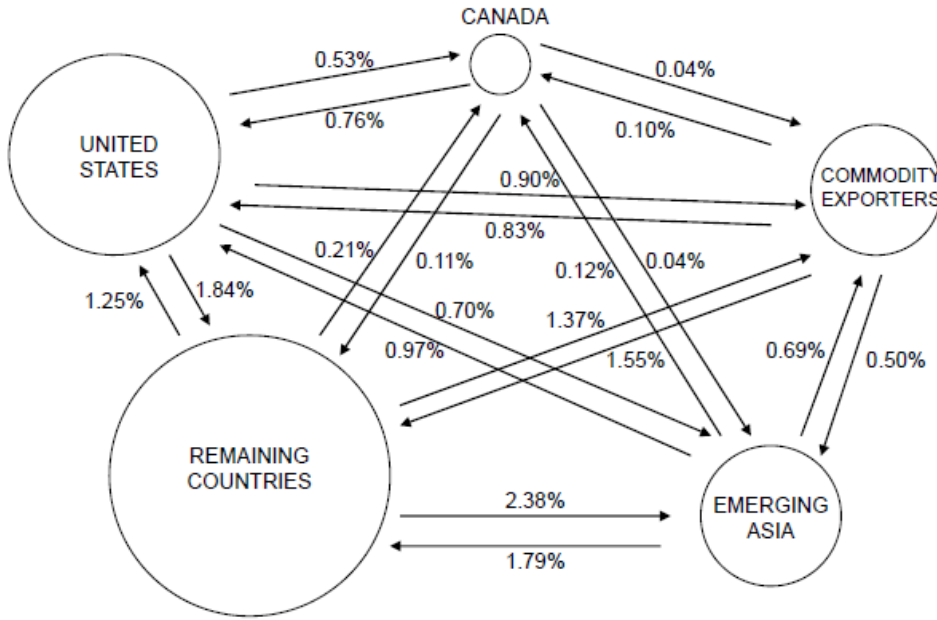 CANADA
0.53%
0.04%
0.76%
0.10%
UNITED
STATES
COMMODITY
EXPORTERS
0.90%
0.83%
0.21%
0.11%
0.12%
0.04%
1.25%
1.84%
0.70%
1.37%
0.97%
1.55%
0.69%
0.50%
REMAINING
COUNTRIES
2.38%
EMERGING
ASIA
1.79%